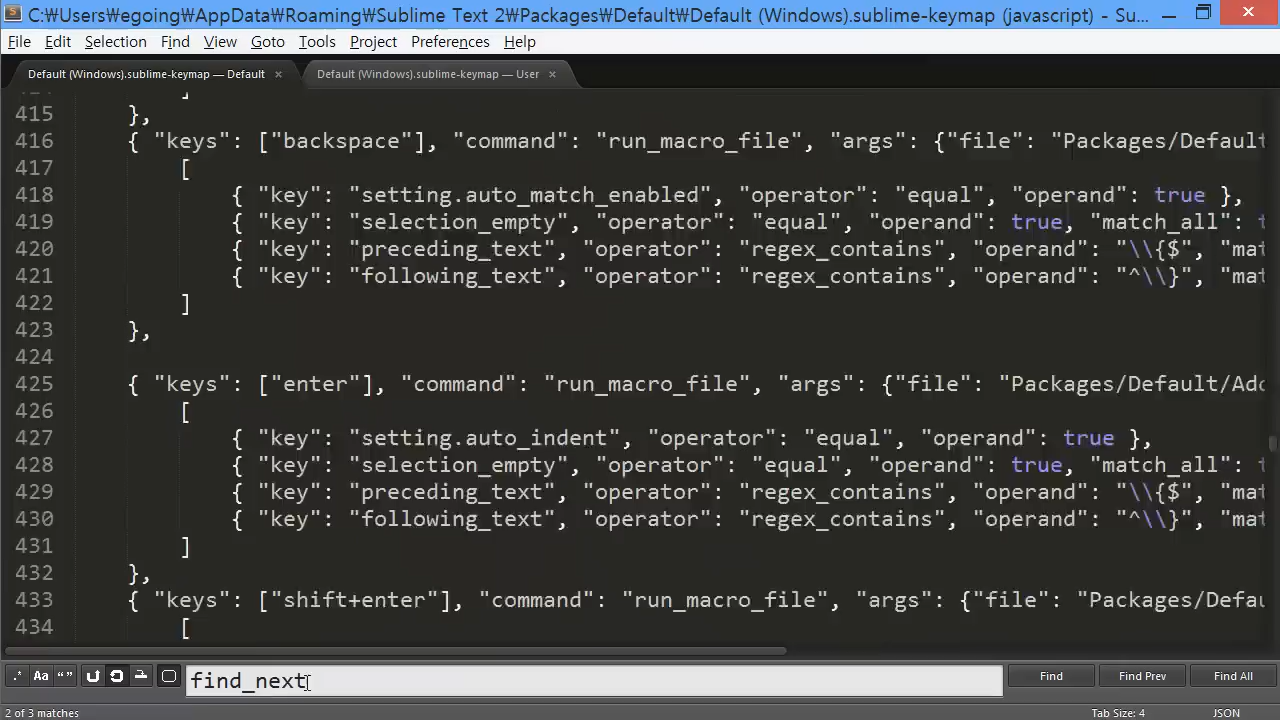 C:₩Users₩egoing₩AppData₩Roaming₩Sublime Text 2₩Packages₩Default₩Default (Windows).sublime-keymap (javascript) - Su...
File Edit Selection Find View Goto Tools Project Preferences Help
Default (Windows).sublime-keymap — Default × Default (Windows).sublime-keymap — User ×
415 },
416 { "keys": ["backspace"], "command": "run_macro_file", "args": {"file": "Packages/Default
417 [
418 { "key": "setting.auto_match_enabled", "operator": "equal", "operand": true },
419 { "key": "selection_empty", "operator": "equal", "operand": true, "match_all": t
420 { "key": "preceding_text", "operator": "regex_contains", "operand": "\\{$", "mat
421 { "key": "following_text", "operator": "regex_contains", "operand": "^\\}", "mat
422 ]
423 },
424
425 { "keys": ["enter"], "command": "run_macro_file", "args": {"file": "Packages/Default/Add
426 [
427 { "key": "setting.auto_indent", "operator": "equal", "operand": true },
428 { "key": "selection_empty", "operator": "equal", "operand": true, "match_all": t
429 { "key": "preceding_text", "operator": "regex_contains", "operand": "\\{$", "mat
430 { "key": "following_text", "operator": "regex_contains", "operand": "^\\}", "mat
431 ]
432 },
433 { "keys": ["shift+enter"], "command": "run_macro_file", "args": {"file": "Packages/Defau
434 [
.* Aa “” find_next Find Find Prev Find All
2 of 3 matches Tab Size: 4 JSON